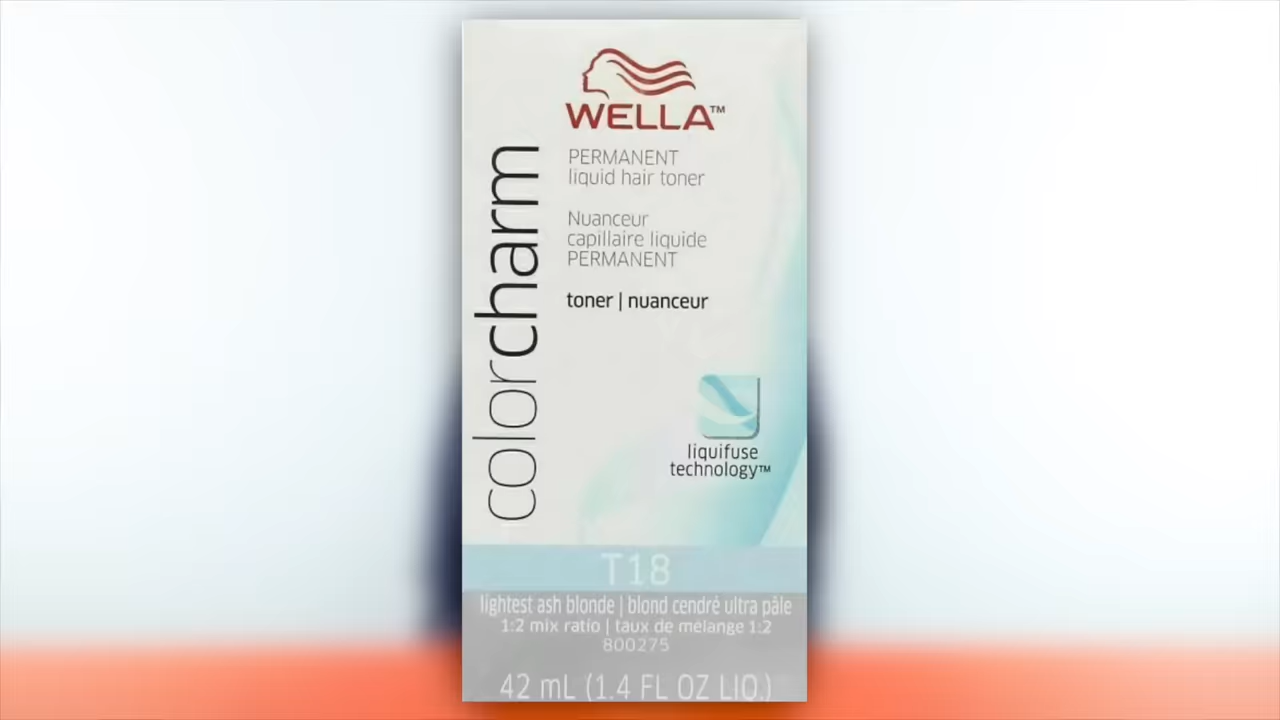 WELLA™
PERMANENT
liquid hair toner
Nuanceur
capillaire liquide
PERMANENT
toner | nuanceur
colorcharm
liquifuse
technology™
T18
lightest ash blonde | blond cendré ultra pâle
1:2 mix ratio | taux de mélange 1:2
800275
42 mL (1.4 FL OZ LIQ.)